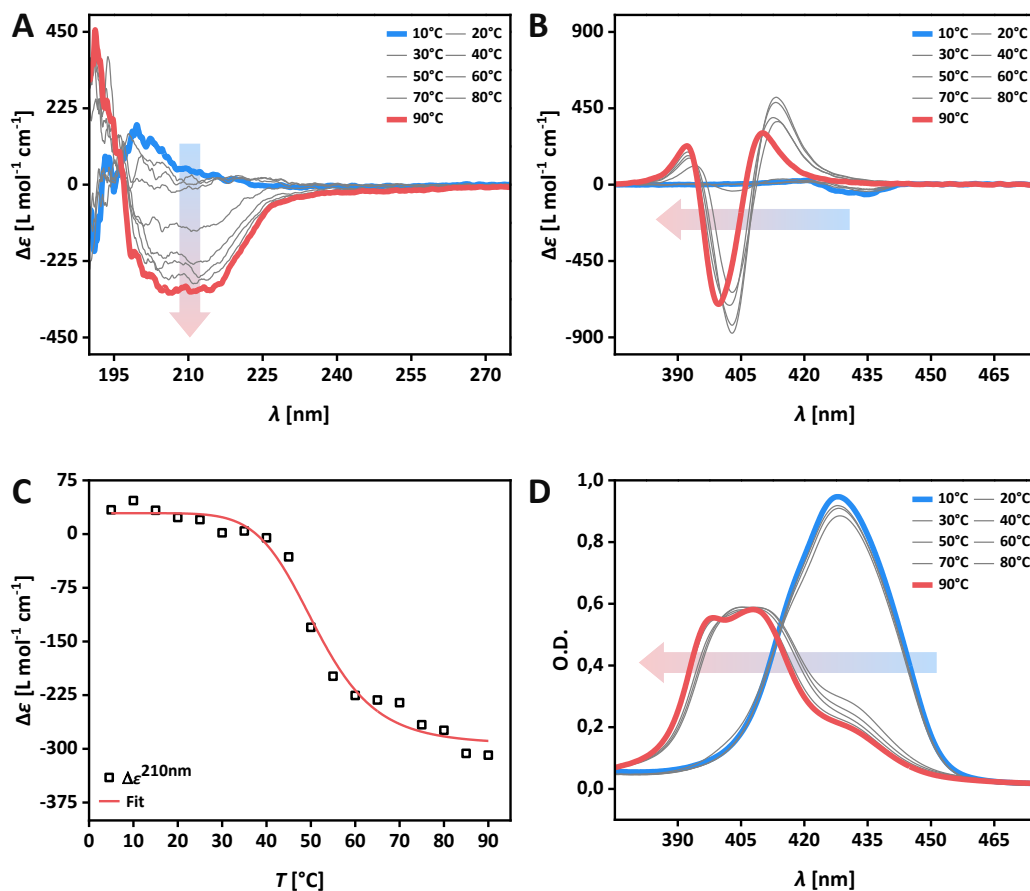 A
450
225
0
-225
-450
Δε [L mol⁻¹ cm⁻¹]
195 210 225 240 255 270
λ [nm]
10°C 20°C
30°C 40°C
50°C 60°C
70°C 80°C
90°C
B
900
450
0
-450
-900
Δε [L mol⁻¹ cm⁻¹]
390 405 420 435 450 465
λ [nm]
10°C 20°C
30°C 40°C
50°C 60°C
70°C 80°C
90°C
C
75
0
-75
-150
-225
-300
-375
Δε [L mol⁻¹ cm⁻¹]
0 10 20 30 40 50 60 70 80 90
T [°C]
Δε²¹⁰ⁿᵐ
Fit
D
1,0
0,8
0,6
0,4
0,2
0,0
O.D.
390 405 420 435 450 465
λ [nm]
10°C 20°C
30°C 40°C
50°C 60°C
70°C 80°C
90°C